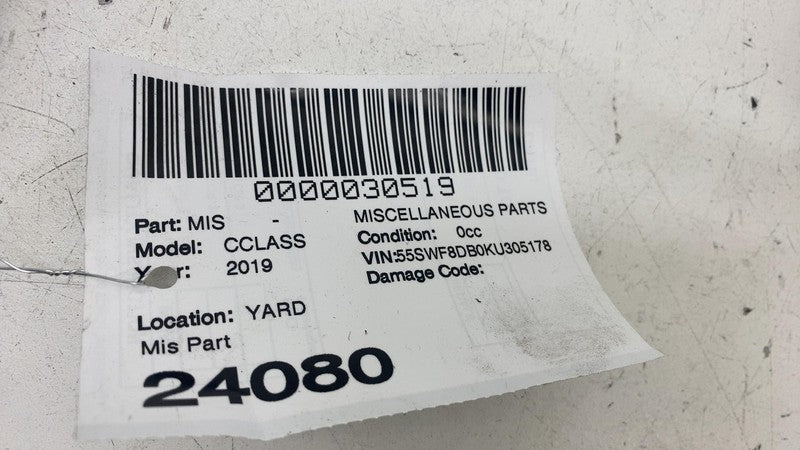 0000030519
Part: MIS - MISCELLANEOUS PARTS
Model: CCLASS Condition: 0cc
Year: 2019 VIN:55SWF8DB0KU305178
Damage Code:
Location: YARD
Mis Part
24080